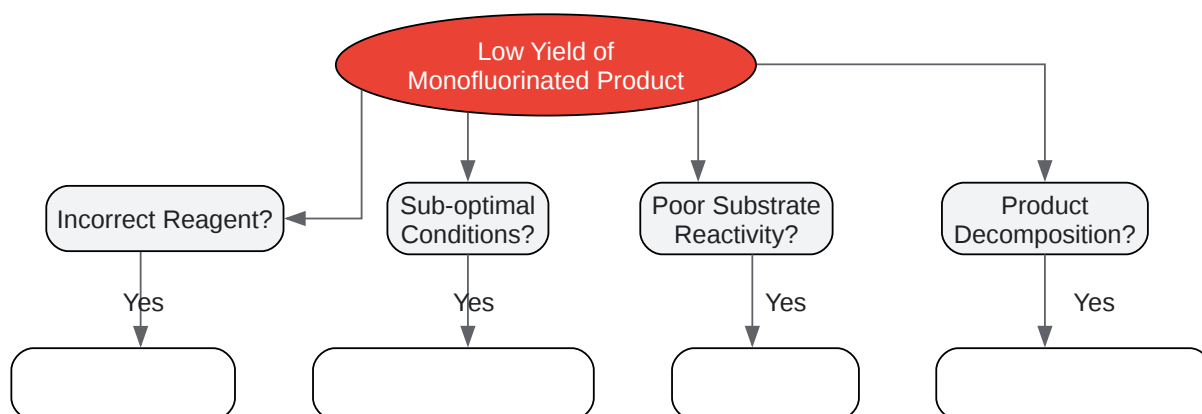 Low Yield of
Monofluorinated Product
Incorrect Reagent?
Sub-optimal
Conditions?
Poor Substrate
Reactivity?
Product
Decomposition?
Yes
Yes
Yes
Yes